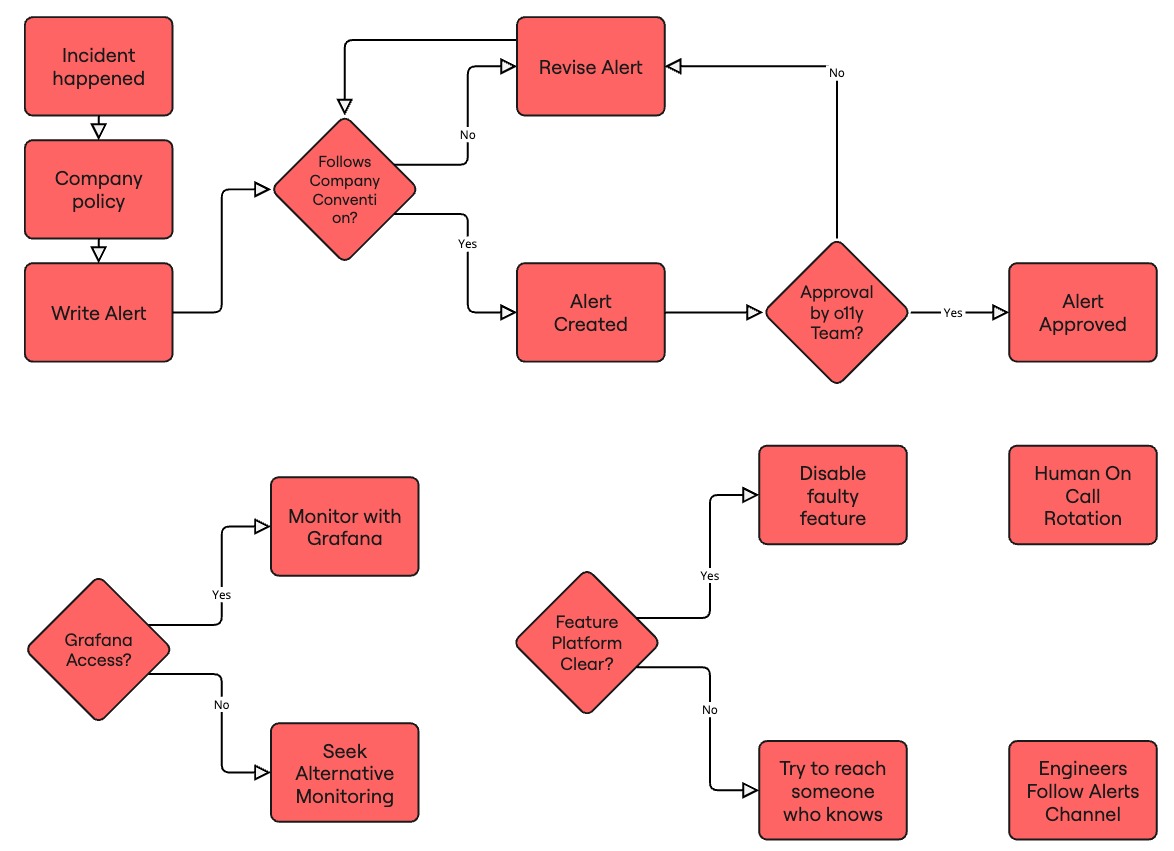 Incident
happened
Company
policy
Write Alert
Follows
Company
Conventi
on?
No
Yes
Revise Alert
Alert
Created
No
Approval
by o11y
Team?
Yes
Alert
Approved
Grafana
Access?
Yes
No
Monitor with
Grafana
Seek
Alternative
Monitoring
Feature
Platform
Clear?
Yes
No
Disable
faulty
feature
Try to reach
someone
who knows
Human On
Call
Rotation
Engineers
Follow Alerts
Channel